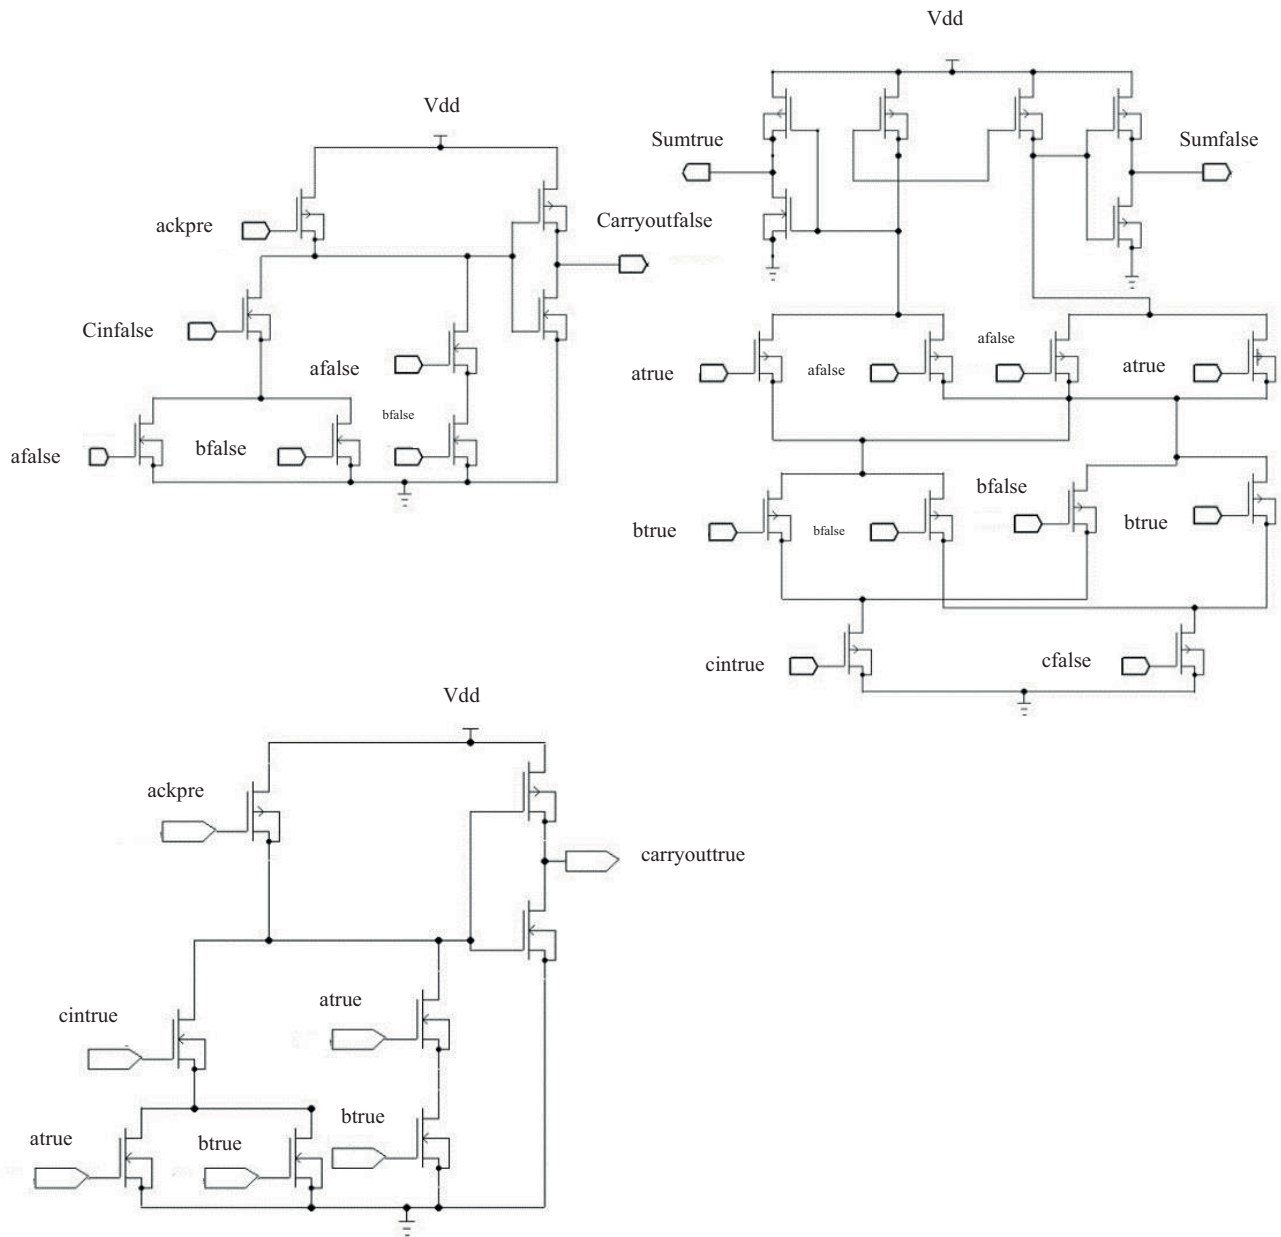 Vdd
ackpre
Carryoutfalse
Cinfalse
afalse
bfalse
afalse
bfalse
Vdd
Sumtrue
Sumfalse
atrue
afalse
afalse
atrue
btrue
bfalse
bfalse
btrue
cintrue
cfalse
Vdd
ackpre
carryouttrue
cintrue
atrue
atrue
btrue
btrue